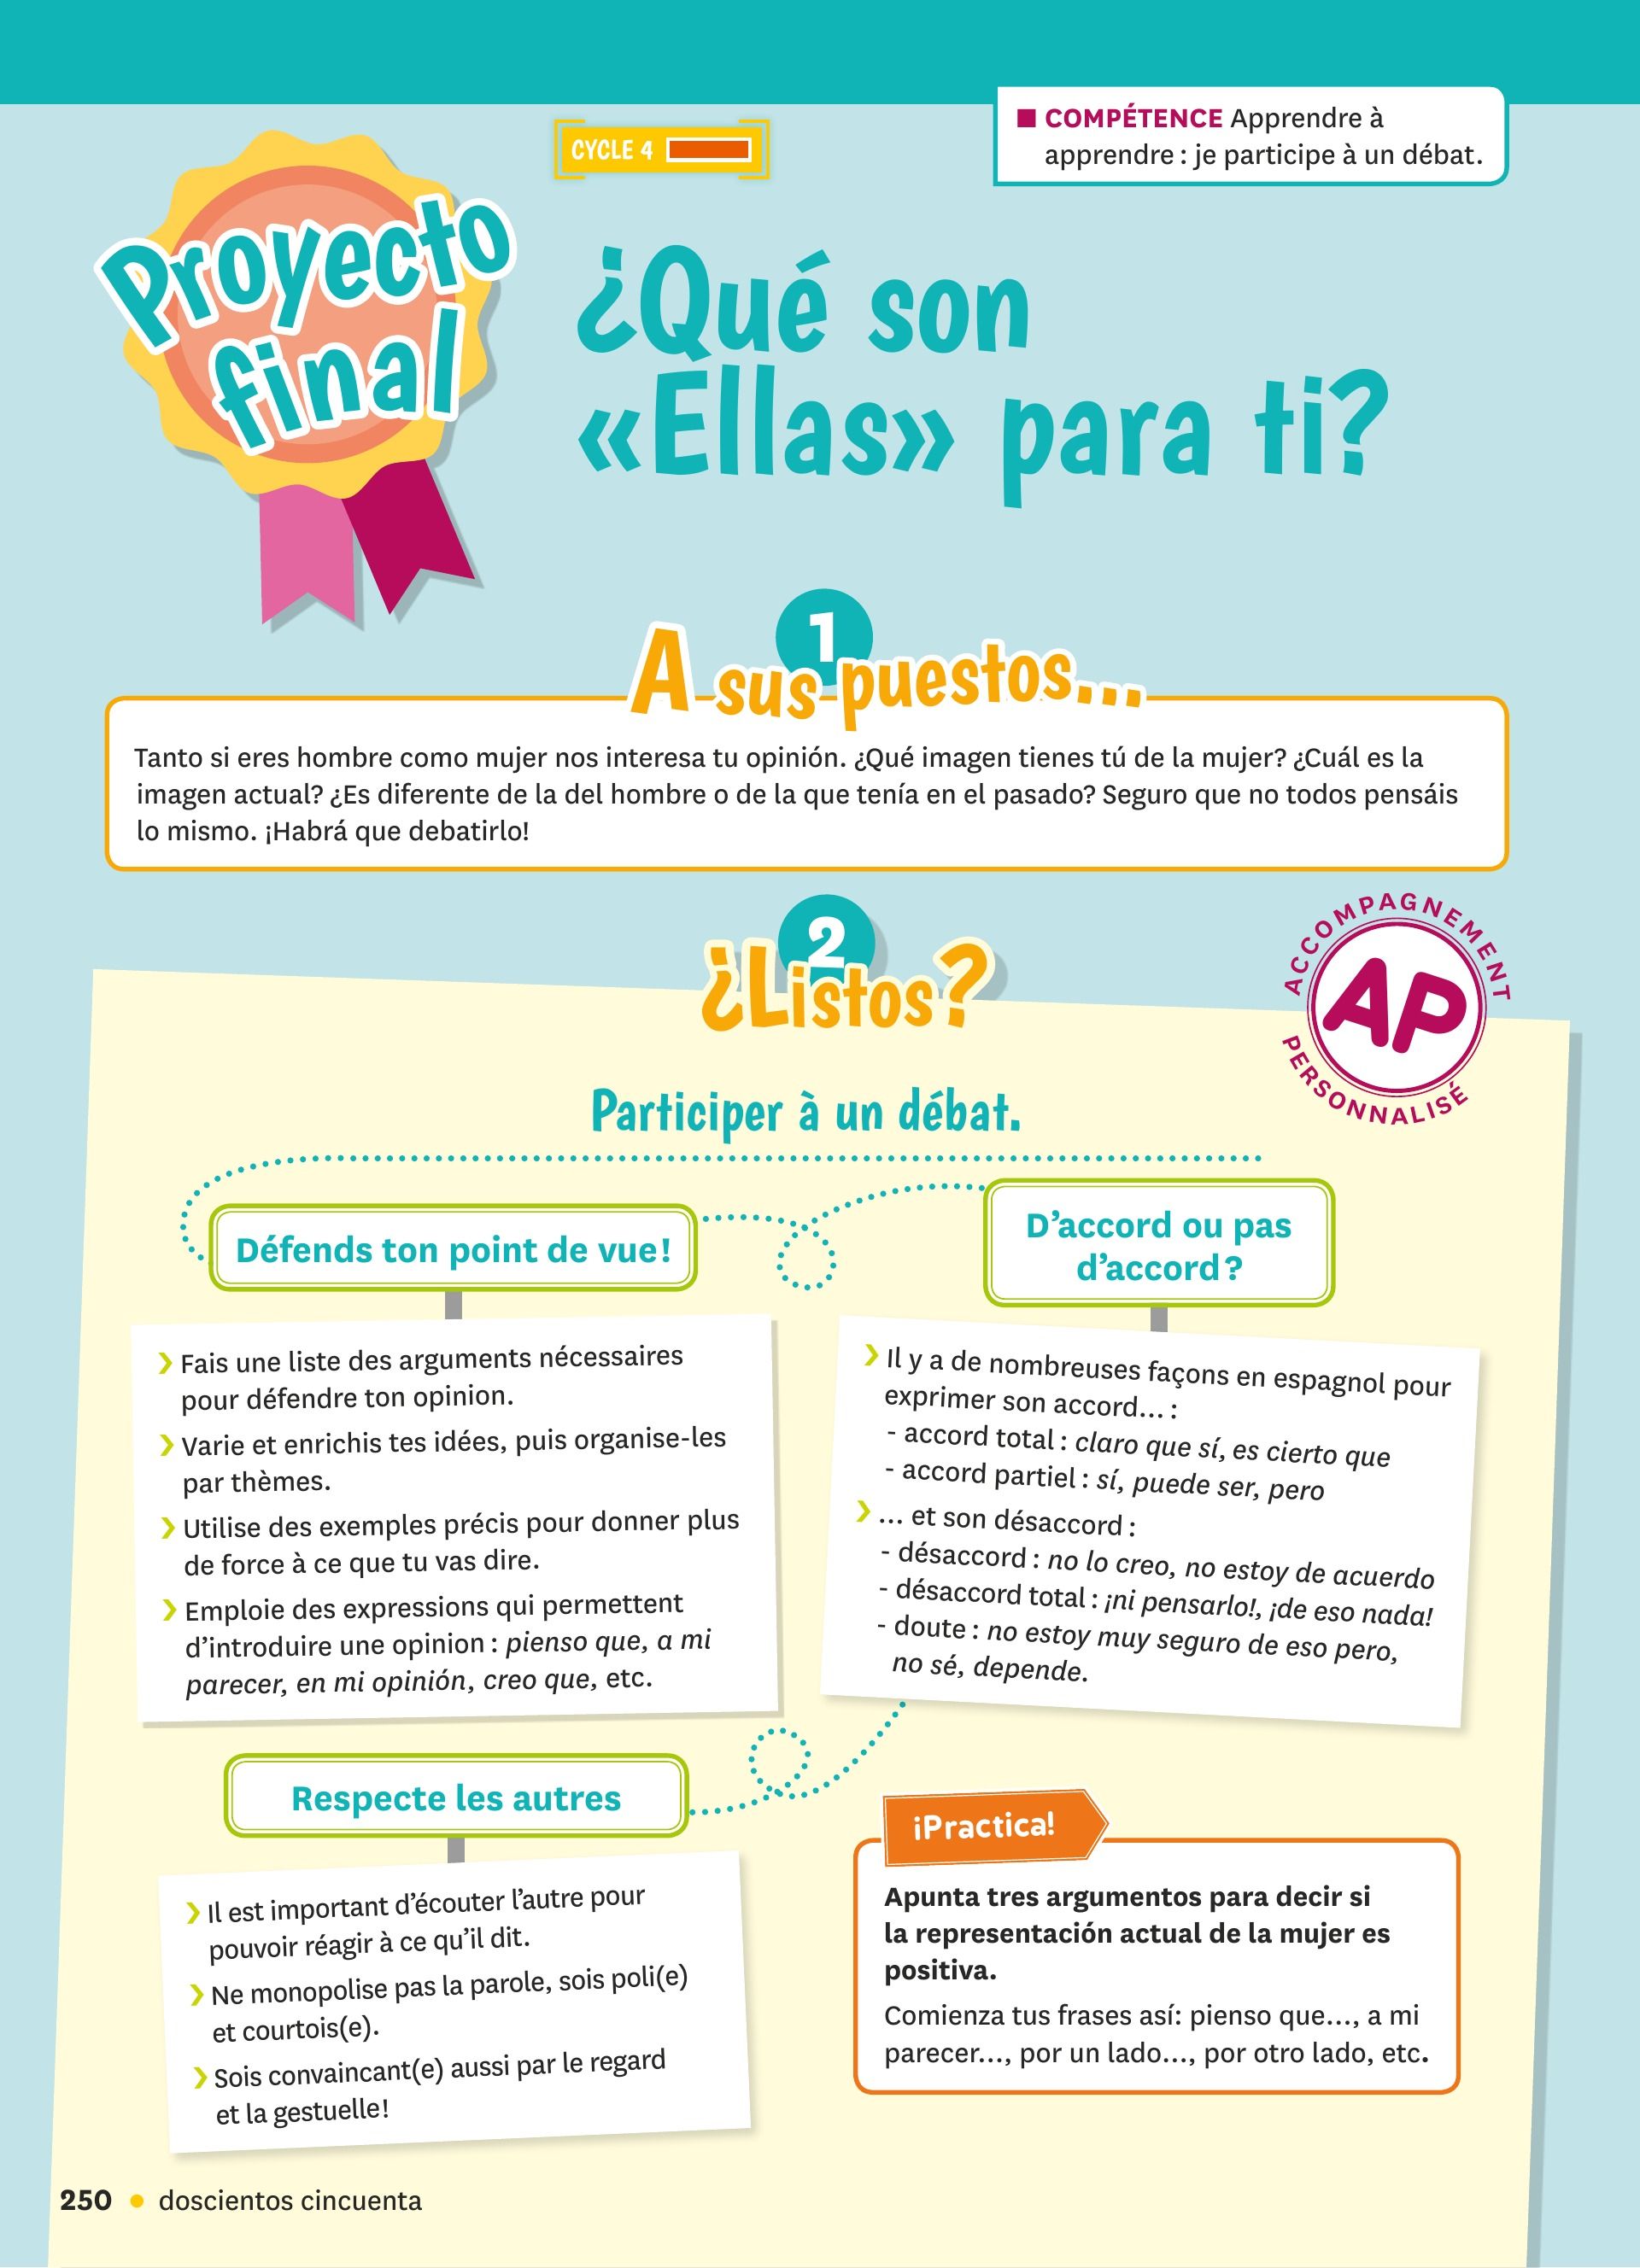 ■ COMPÉTENCE Apprendre à
apprendre : je participe à un débat.
CYCLE 4
Proyecto
final
¿Qué son
«Ellas» para ti?
1
A sus puestos...
Tanto si eres hombre como mujer nos interesa tu opinión. ¿Qué imagen tienes tú de la mujer? ¿Cuál es la
imagen actual? ¿Es diferente de la del hombre o de la que tenía en el pasado? Seguro que no todos pensáis
lo mismo. ¡Habrá que debatirlo!
2
¿Listos?
ACCOMPAGNEMENT
AP
PERSONNALISÉ
Participer à un débat.
Défends ton point de vue !
› Fais une liste des arguments nécessaires
pour défendre ton opinion.
› Varie et enrichis tes idées, puis organise-les
par thèmes.
› Utilise des exemples précis pour donner plus
de force à ce que tu vas dire.
› Emploie des expressions qui permettent
d'introduire une opinion : pienso que, a mi
parecer, en mi opinión, creo que, etc.
D'accord ou pas
d'accord ?
› Il y a de nombreuses façons en espagnol pour
exprimer son accord... :
- accord total : claro que sí, es cierto que
- accord partiel : sí, puede ser, pero
› ... et son désaccord :
- désaccord : no lo creo, no estoy de acuerdo
- désaccord total : ¡ni pensarlo!, ¡de eso nada!
- doute : no estoy muy seguro de eso pero,
no sé, depende.
Respecte les autres
› Il est important d'écouter l'autre pour
pouvoir réagir à ce qu'il dit.
› Ne monopolise pas la parole, sois poli(e)
et courtois(e).
› Sois convaincant(e) aussi par le regard
et la gestuelle !
¡Practica!
Apunta tres argumentos para decir si
la representación actual de la mujer es
positiva.
Comienza tus frases así: pienso que..., a mi
parecer..., por un lado..., por otro lado, etc.
250 • doscientos cincuenta